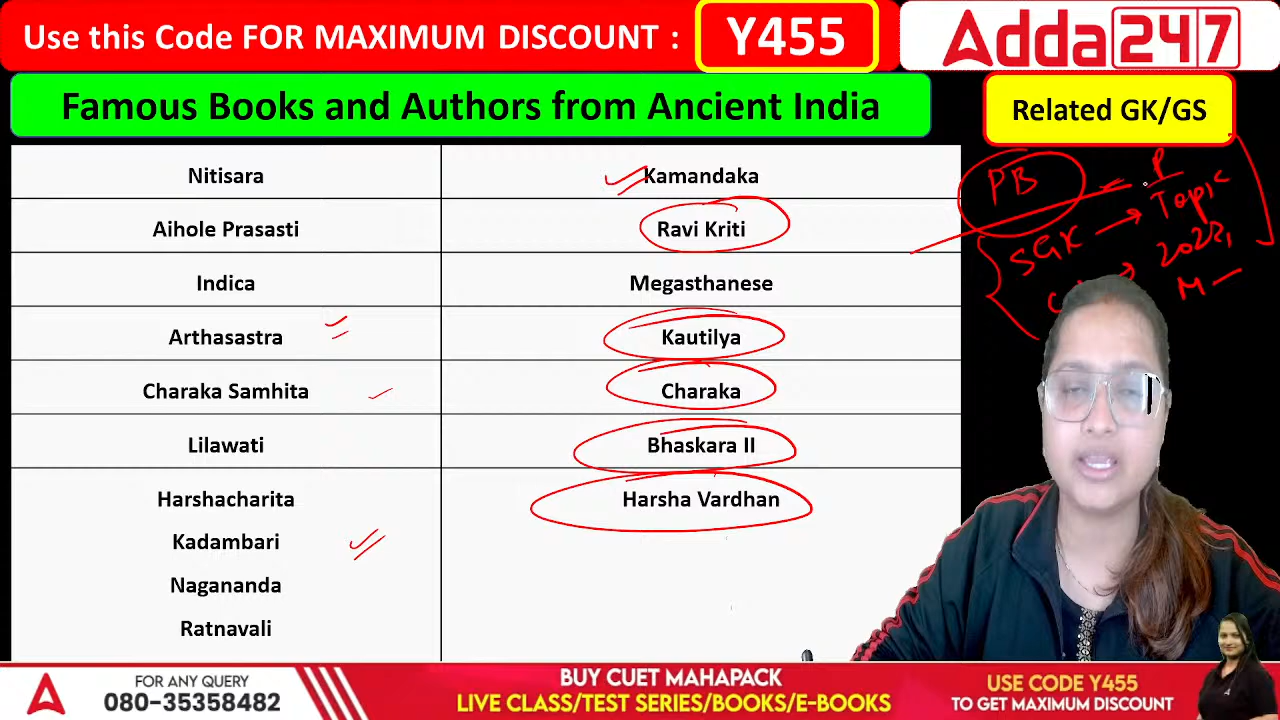 Use this Code FOR MAXIMUM DISCOUNT : Y455 Adda247
Famous Books and Authors from Ancient India Related GK/GS
Nitisara Kamandaka
Aihole Prasasti Ravi Kriti
Indica Megasthanese
Arthasastra Kautilya
Charaka Samhita Charaka
Lilawati Bhaskara II
Harshacharita Harsha Vardhan
Kadambari
Nagananda
Ratnavali
PB P
SGK Topic
2022,
M
FOR ANY QUERY
080-35358482
BUY CUET MAHAPACK
LIVE CLASS/TEST SERIES/BOOKS/E-BOOKS
USE CODE Y455
TO GET MAXIMUM DISCOUNT